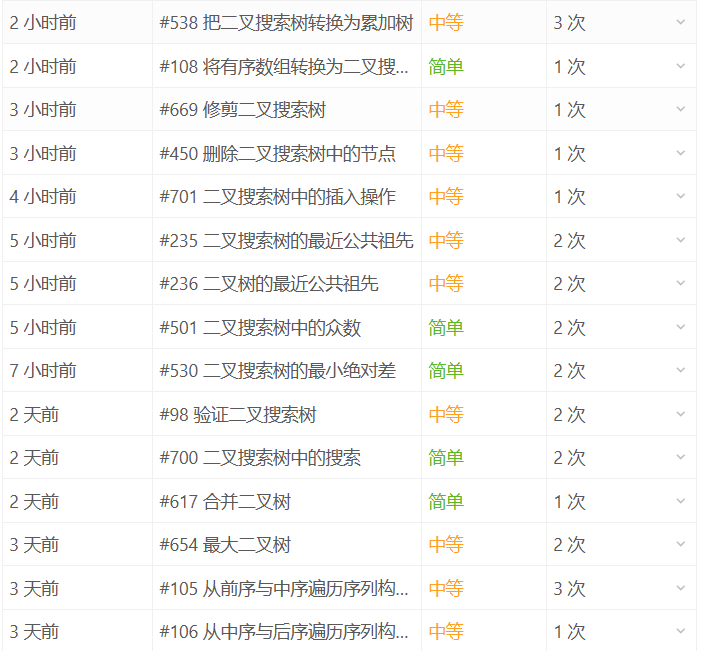 2 小时前 #538 把二叉搜索树转换为累加树 中等 3 次
2 小时前 #108 将有序数组转换为二叉搜... 简单 1 次
3 小时前 #669 修剪二叉搜索树 中等 1 次
3 小时前 #450 删除二叉搜索树中的节点 中等 1 次
4 小时前 #701 二叉搜索树中的插入操作 中等 1 次
5 小时前 #235 二叉搜索树的最近公共祖先 中等 2 次
5 小时前 #236 二叉树的最近公共祖先 中等 2 次
5 小时前 #501 二叉搜索树中的众数 简单 2 次
7 小时前 #530 二叉搜索树的最小绝对差 简单 2 次
2 天前 #98 验证二叉搜索树 中等 2 次
2 天前 #700 二叉搜索树中的搜索 简单 2 次
2 天前 #617 合并二叉树 简单 1 次
3 天前 #654 最大二叉树 中等 2 次
3 天前 #105 从前序与中序遍历序列构... 中等 3 次
3 天前 #106 从中序与后序遍历序列构... 中等 1 次